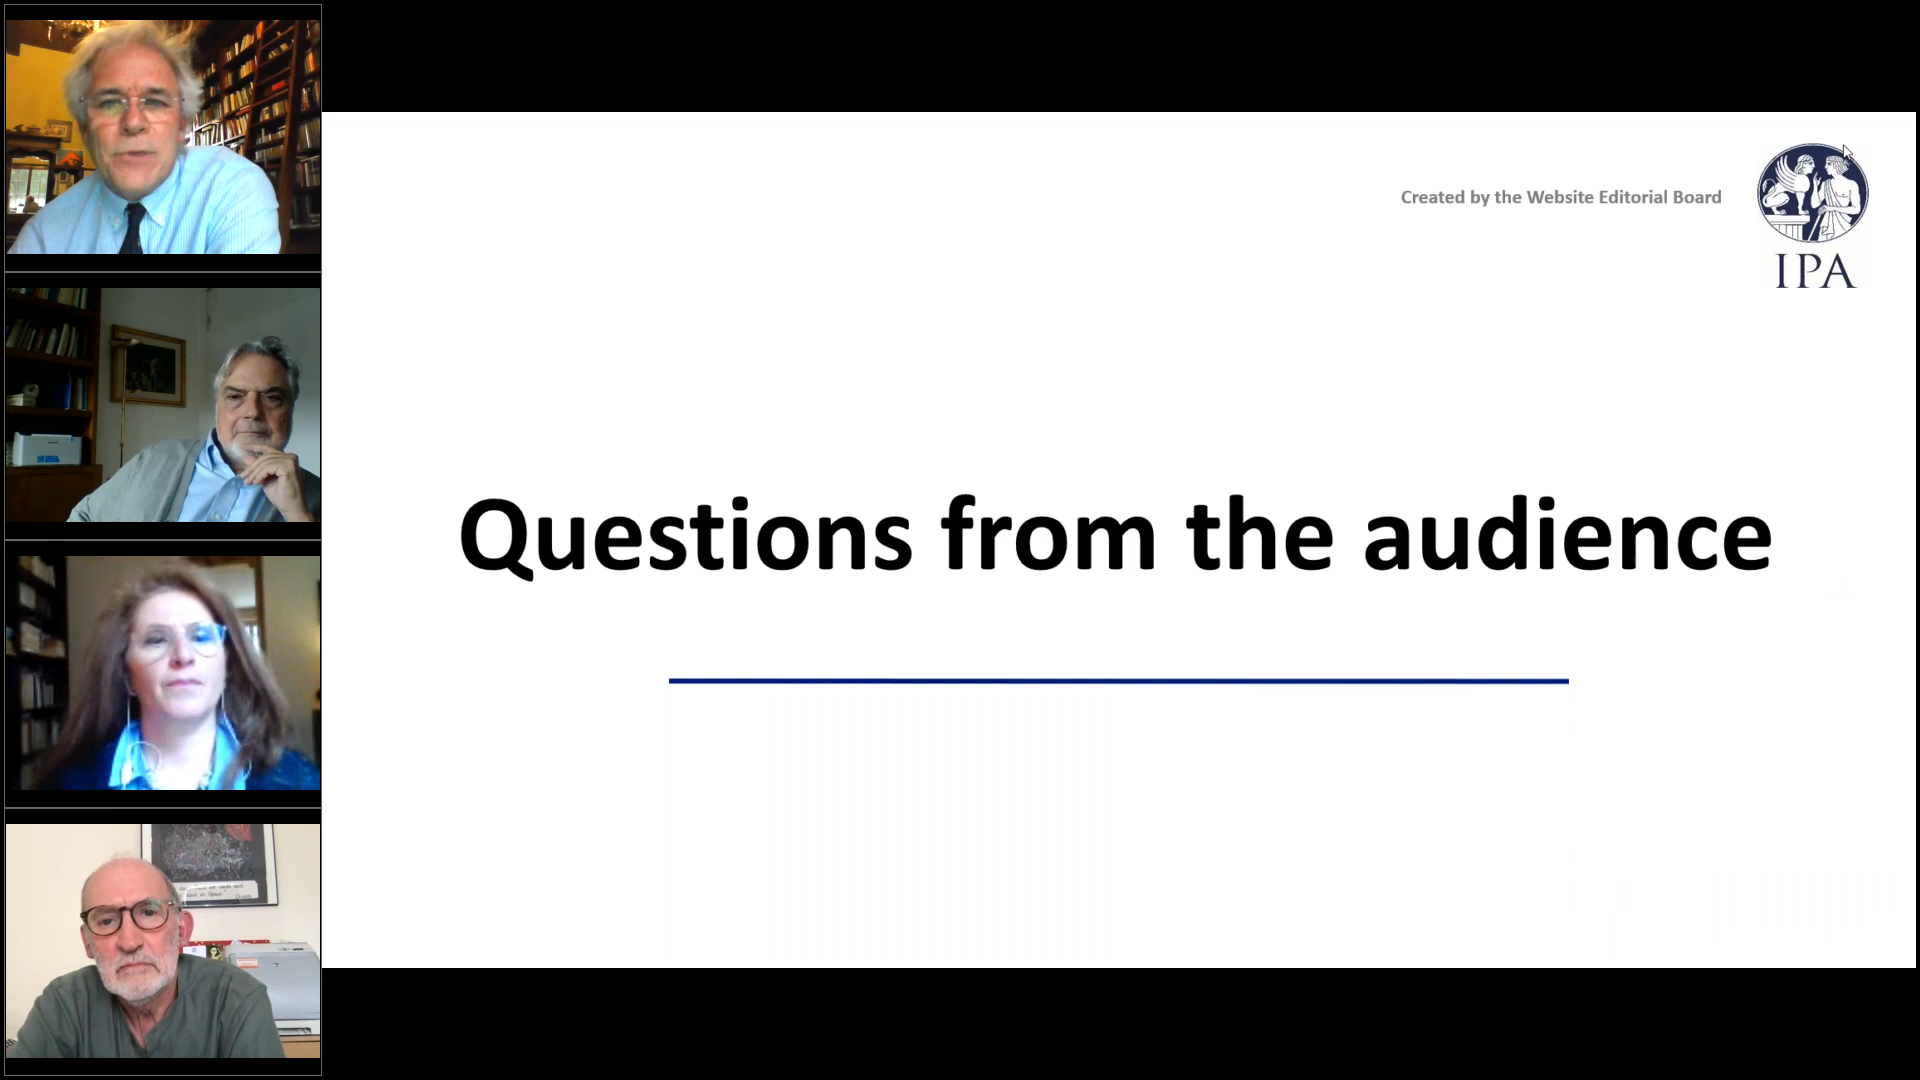 Created by the Website Editorial Board
IPA
Questions from the audience